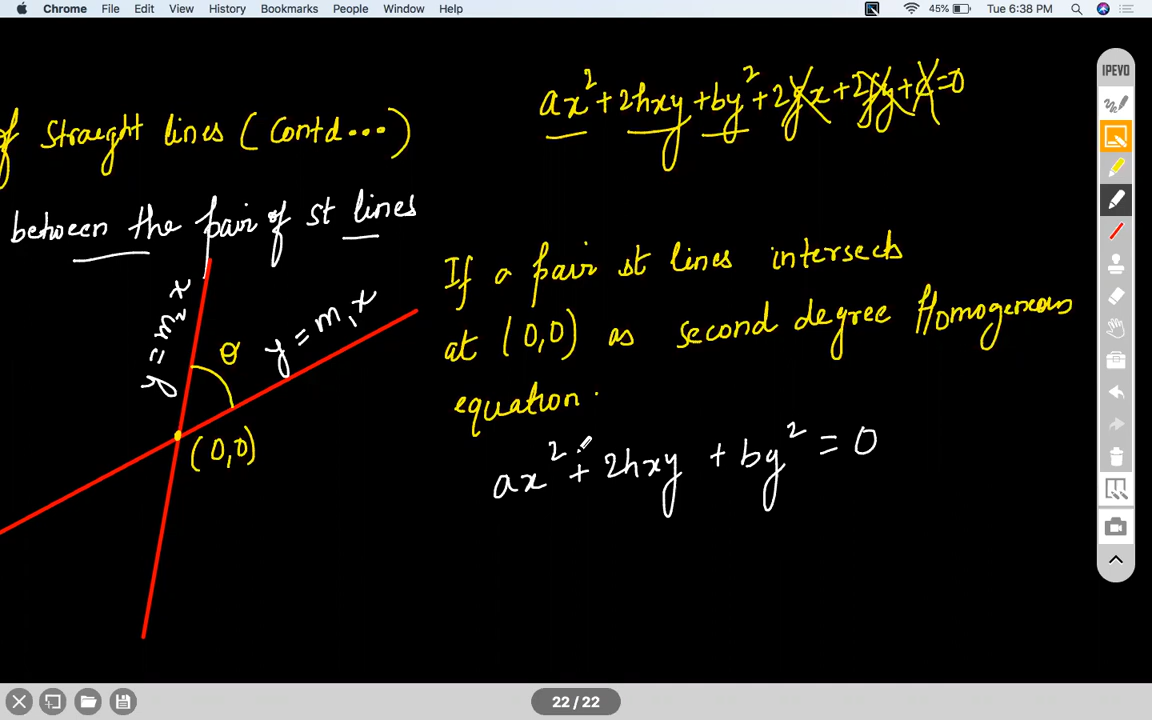 Chrome File Edit View History Bookmarks People Window Help 45% Tue 6:38 PM
IPEVO
ax²+2hxy+by²+2gx+2fy+c=0
of Straight lines (Contd...)
between the pair of st lines
y=m₂x
y=m₁x
θ
(0,0)
If a pair st lines intersects
at (0,0) as second degree Homogeneous
equation.
ax²+2hxy+by²=0
22/22